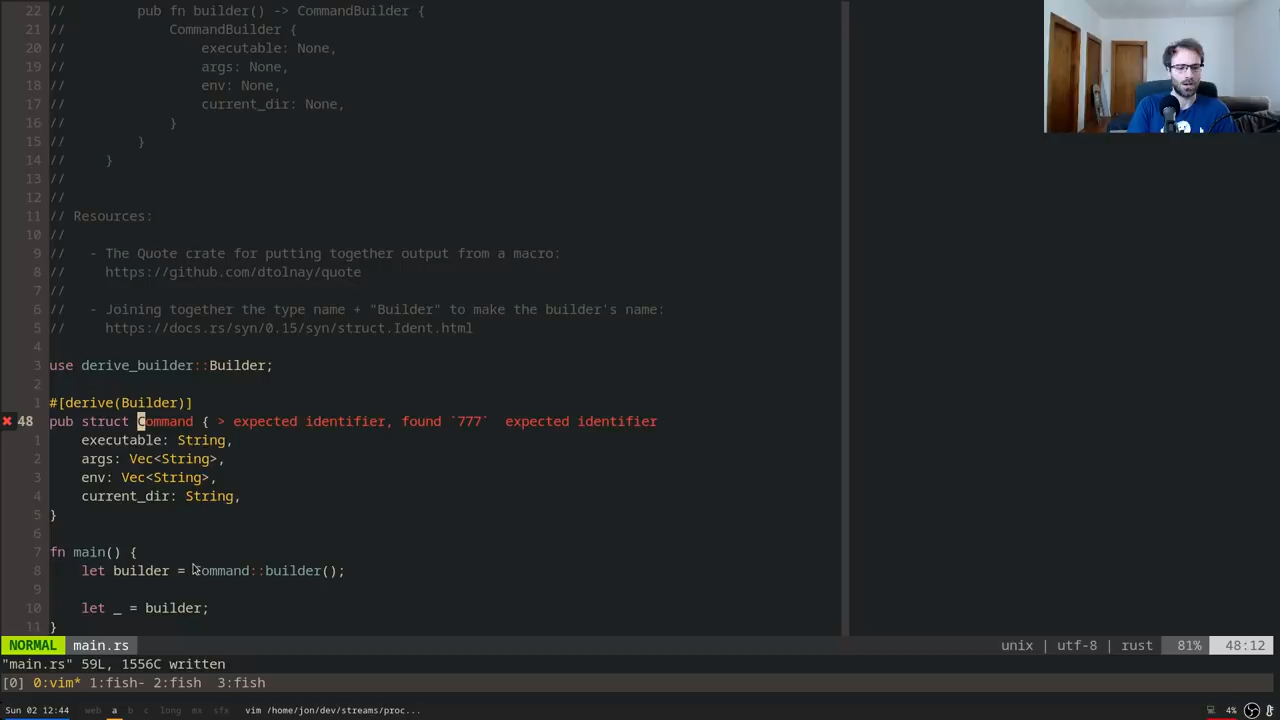 22 //         pub fn builder() -> CommandBuilder {
21 //             CommandBuilder {
20 //                 executable: None,
19 //                 args: None,
18 //                 env: None,
17 //                 current_dir: None,
16 //             }
15 //         }
14 //     }
13 //
12 //
11 // Resources:
10 //
9 //   - The Quote crate for putting together output from a macro:
8 //     https://github.com/dtolnay/quote
7 //
6 //   - Joining together the type name + "Builder" to make the builder's name:
5 //     https://docs.rs/syn/0.15/syn/struct.Ident.html
4
3 use derive_builder::Builder;
2
1 #[derive(Builder)]
✖ 48 pub struct Command { > expected identifier, found `777`  expected identifier
1     executable: String,
2     args: Vec<String>,
3     env: Vec<String>,
4     current_dir: String,
5 }
6
7 fn main() {
8     let builder = Command::builder();
9
10     let _ = builder;
11 }
NORMAL main.rs unix | utf-8 | rust 81% 48:12
"main.rs" 59L, 1556C written
[0] 0:vim* 1:fish- 2:fish  3:fish
Sun 02 12:44 web a b c long mx sfx vim /home/jon/dev/streams/proc... 4%